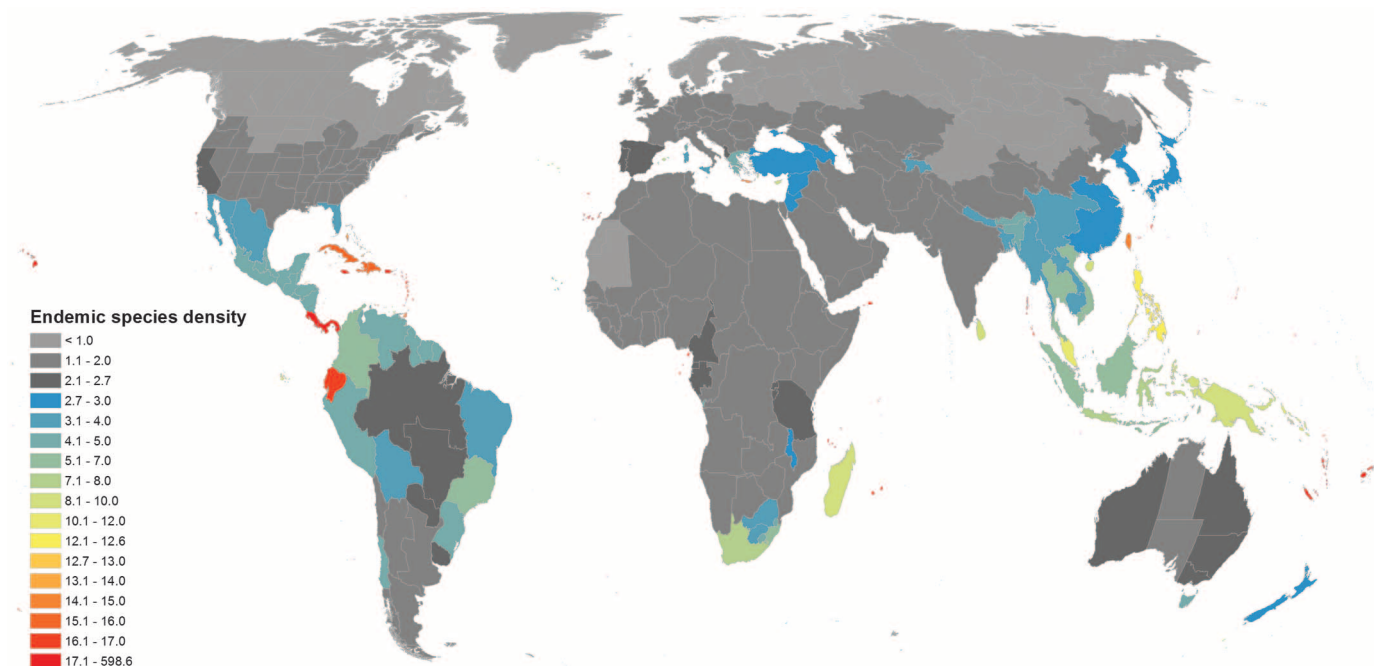 Endemic species density
< 1.0
1.1 - 2.0
2.1 - 2.7
2.7 - 3.0
3.1 - 4.0
4.1 - 5.0
5.1 - 7.0
7.1 - 8.0
8.1 - 10.0
10.1 - 12.0
12.1 - 12.6
12.7 - 13.0
13.1 - 14.0
14.1 - 15.0
15.1 - 16.0
16.1 - 17.0
17.1 - 598.6